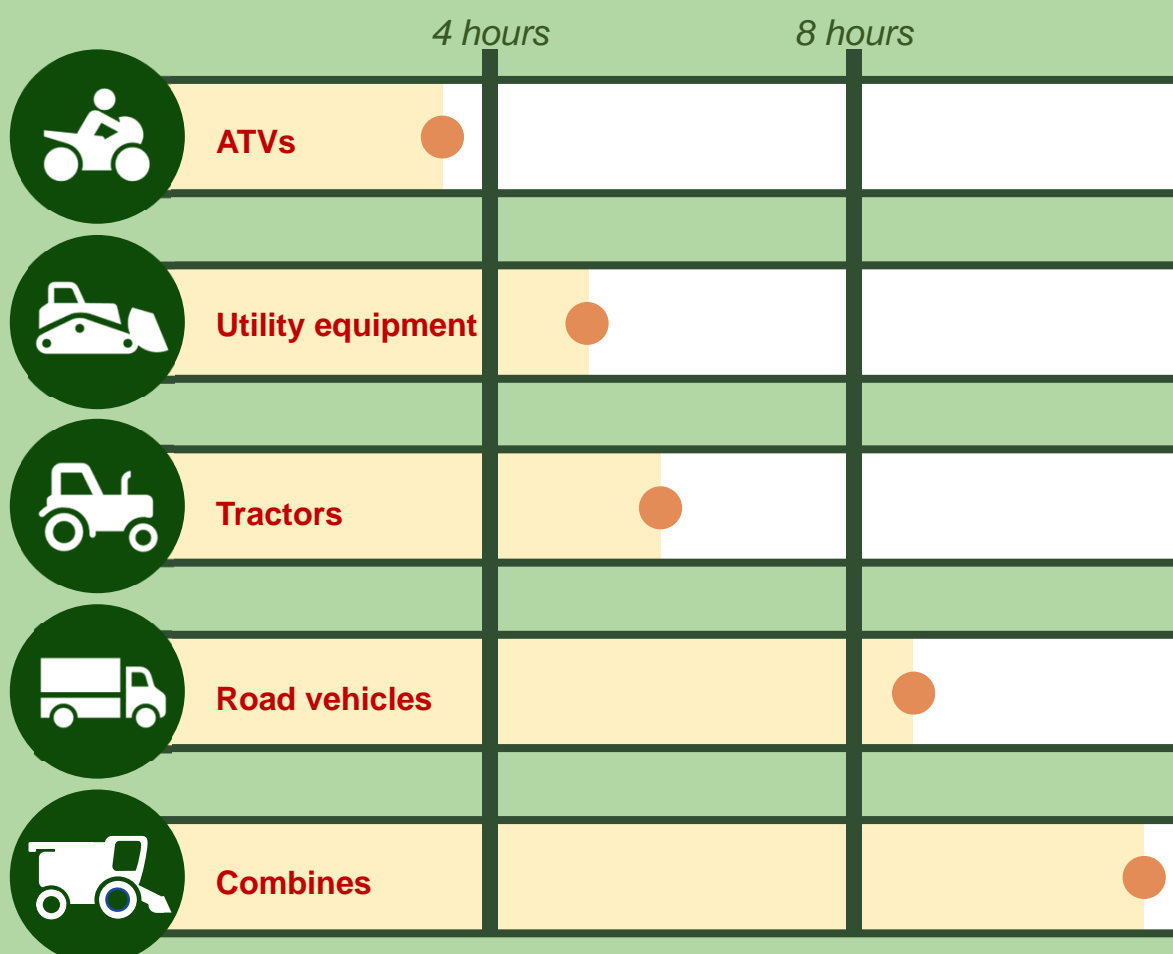 4 hours 8 hours
ATVs
Utility equipment
Tractors
Road vehicles
Combines